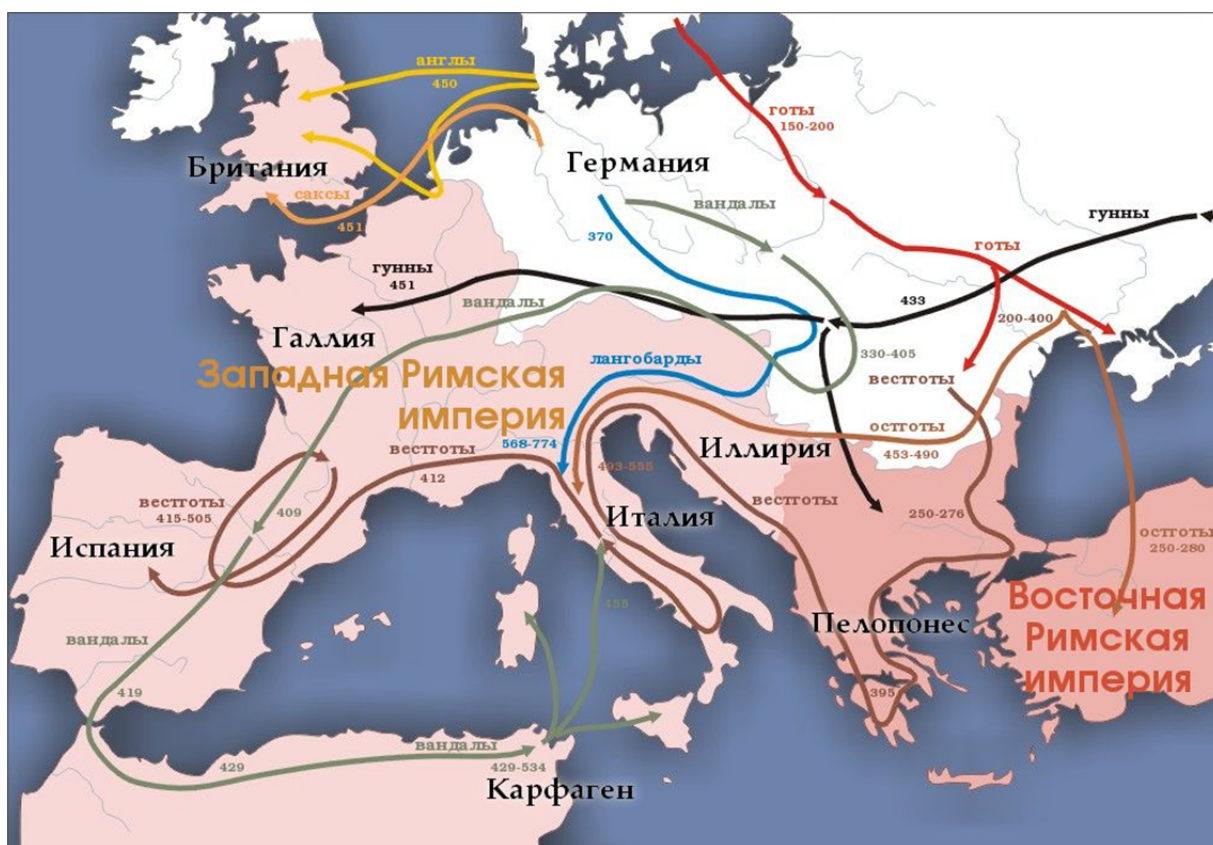 англы
450
готы
150-200
Британия
Германия
саксы
451
вандалы
370
гунны
готы
гунны
451
вандалы
433
200-400
Галлия
330-405
Западная Римская
империя
лангобарды
вестготы
568-774
остготы
453-490
Иллирия
вестготы
412
493-555
вестготы
вестготы
415-505
409
Италия
250-276
Испания
остготы
250-280
455
Восточная
Римская
империя
Пелопонес
вандалы
419
395
вандалы
429
429-534
Карфаген